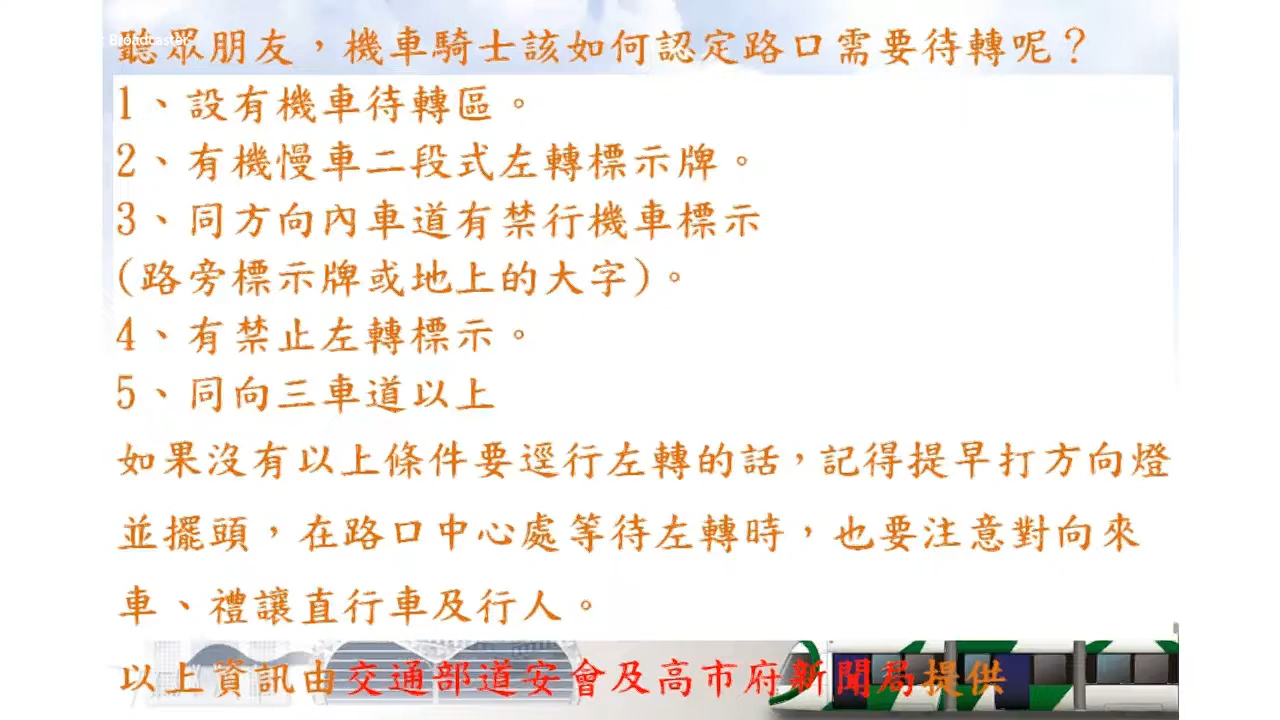 Broadcaster
聽眾朋友，機車騎士該如何認定路口需要待轉呢？
1、設有機車待轉區。
2、有機慢車二段式左轉標示牌。
3、同方向內車道有禁行機車標示
(路旁標示牌或地上的大字)。
4、有禁止左轉標示。
5、同向三車道以上
如果沒有以上條件要逕行左轉的話，記得提早打方向燈
並擺頭，在路口中心處等待左轉時，也要注意對向來
車、禮讓直行車及行人。
以上資訊由交通部道安會及高市府新聞局提供